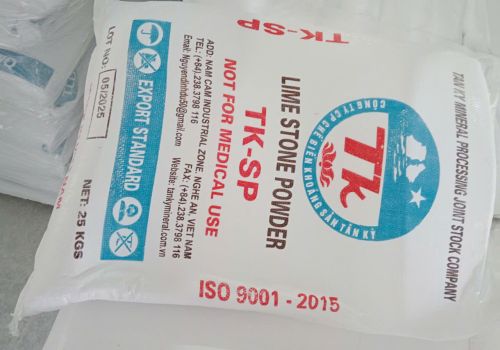 TAN KY MINERAL PROCESSING JOINT STOCK COMPANY
CÔNG TY CP CHẾ BIẾN KHOÁNG SẢN TÂN KỲ
Tk
LIME STONE POWDER
TK-SP
NOT FOR MEDICAL USE
ADD: NAM CAM INDUSTRIAL ZONE, NGHE AN, VIET NAM
TEL: (+84).238.3798 116
FAX: (+84).238.3798 116
Email: Nguyendinhdu50@gmail.com
Website: tankymineral.com.vn
EXPORT STANDARD
LOT NO.: 05/2025
NET: 25 KGS
ISO 9001 - 2015
TK-SP